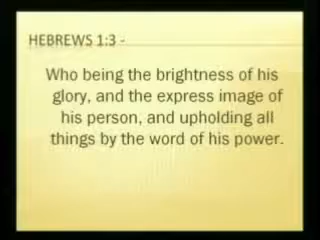 HEBREWS 1:3 -
Who being the brightness of his
glory, and the express image of
his person, and upholding all
things by the word of his power.